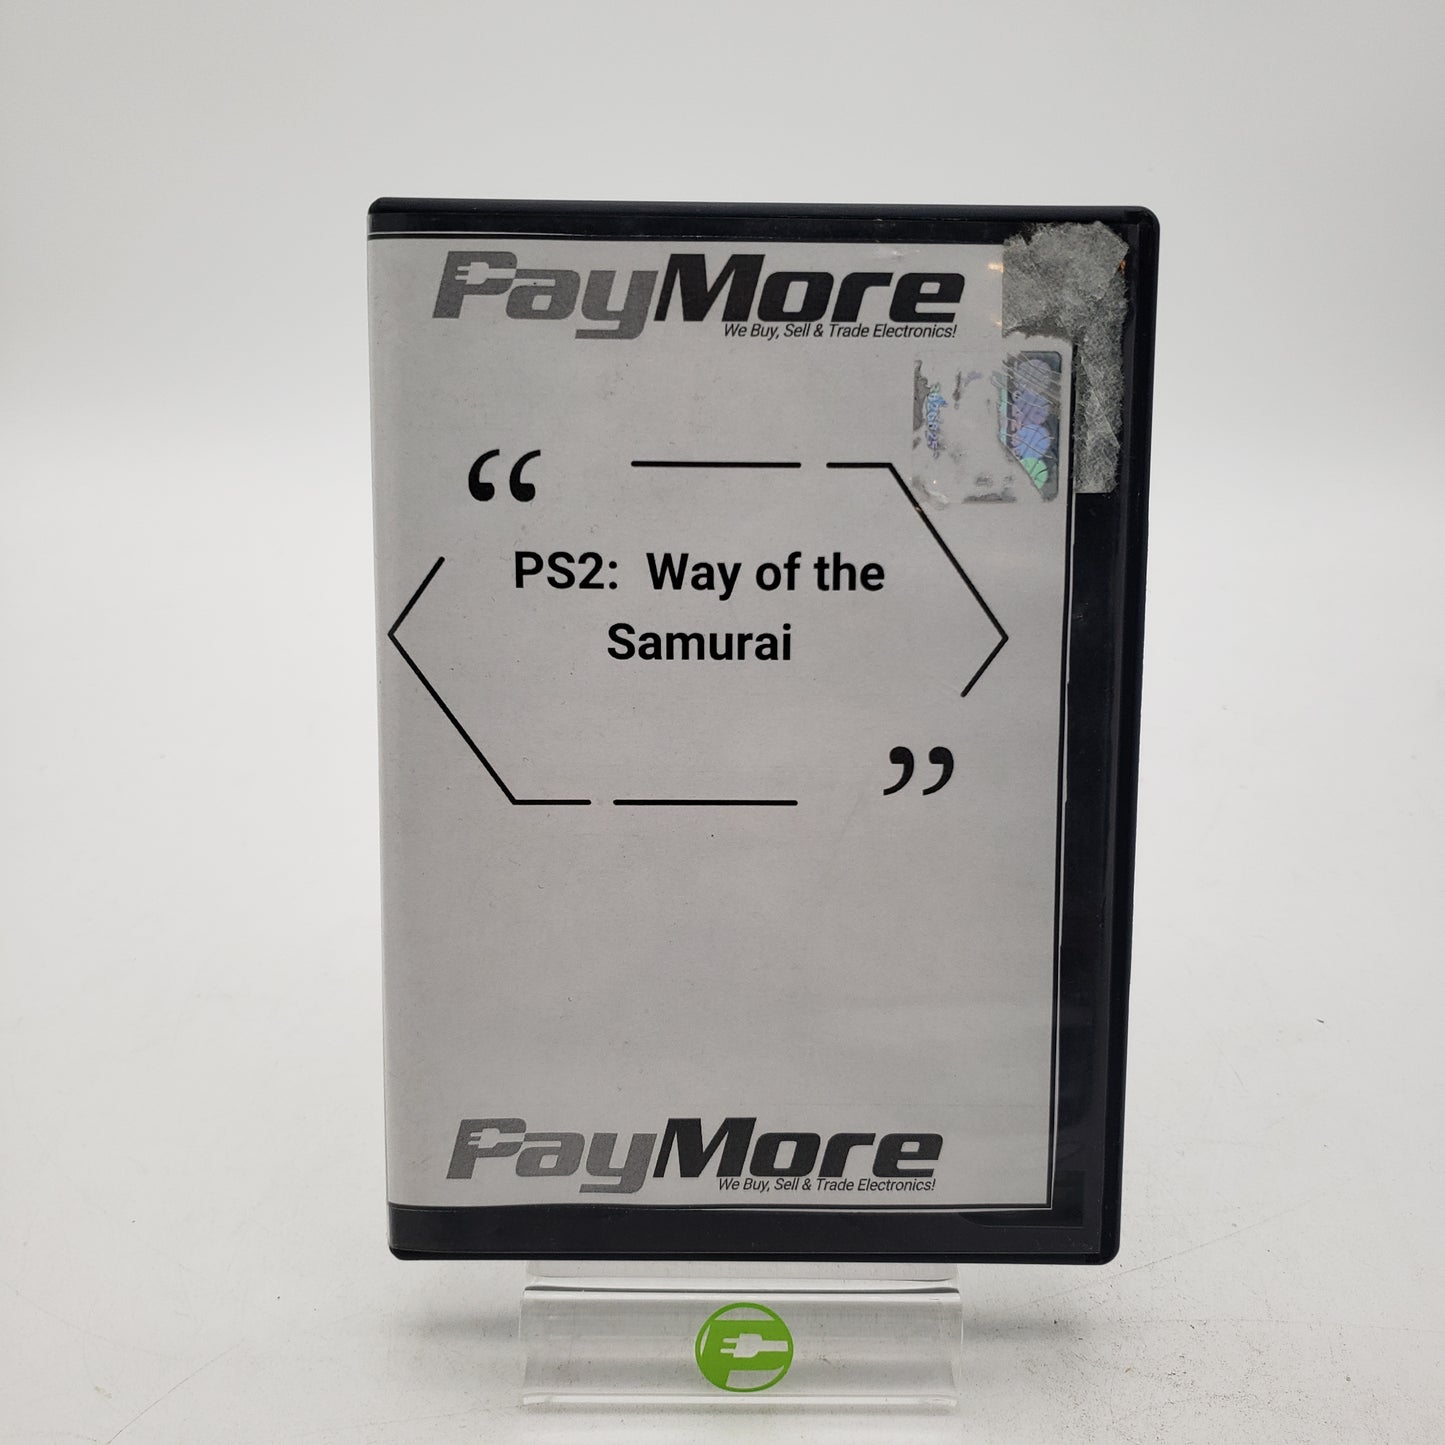 PayMore
We Buy, Sell & Trade Electronics!
“
PS2: Way of the
Samurai
”
PayMore
We Buy, Sell & Trade Electronics!